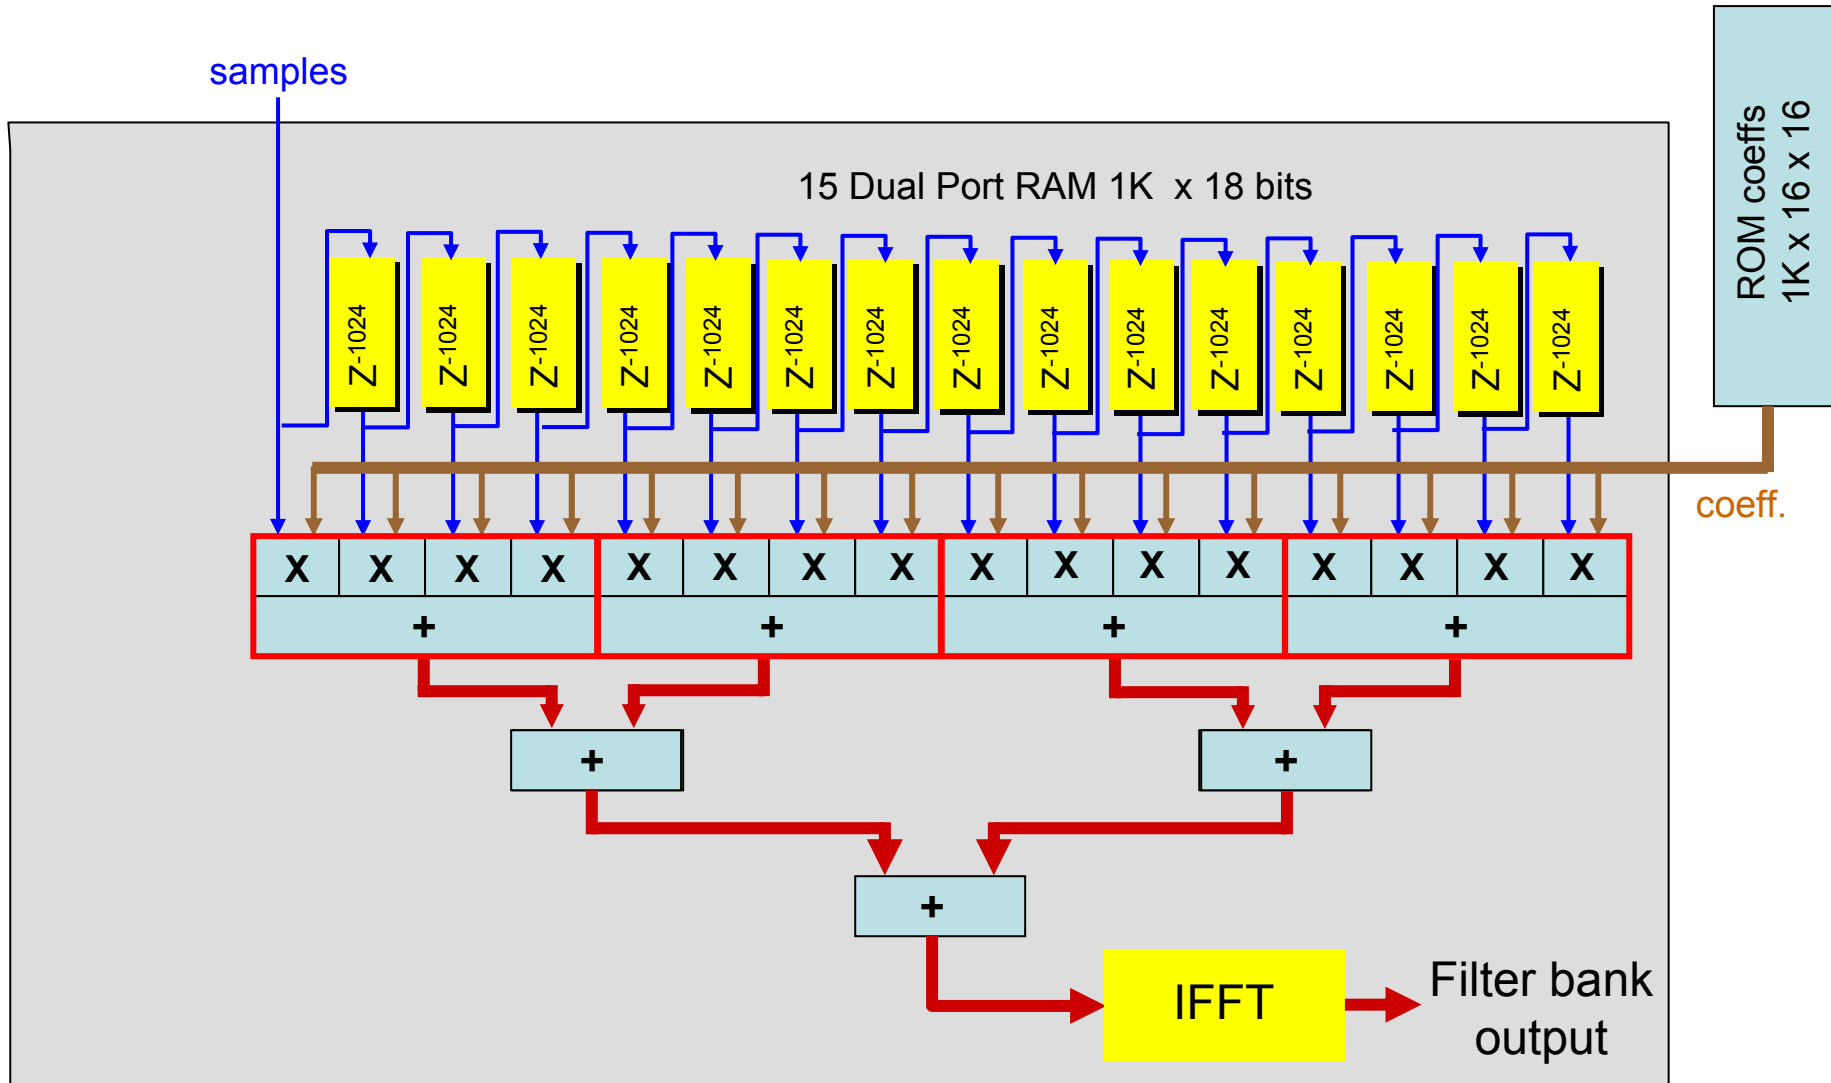 samples
ROM coeffs
1K x 16 x 16
15 Dual Port RAM 1K x 18 bits
Z-1024 Z-1024 Z-1024 Z-1024 Z-1024 Z-1024 Z-1024 Z-1024 Z-1024 Z-1024 Z-1024 Z-1024 Z-1024 Z-1024 Z-1024
coeff.
X X X X X X X X X X X X X X X X
+ + + +
+ +
+
IFFT
Filter bank
output